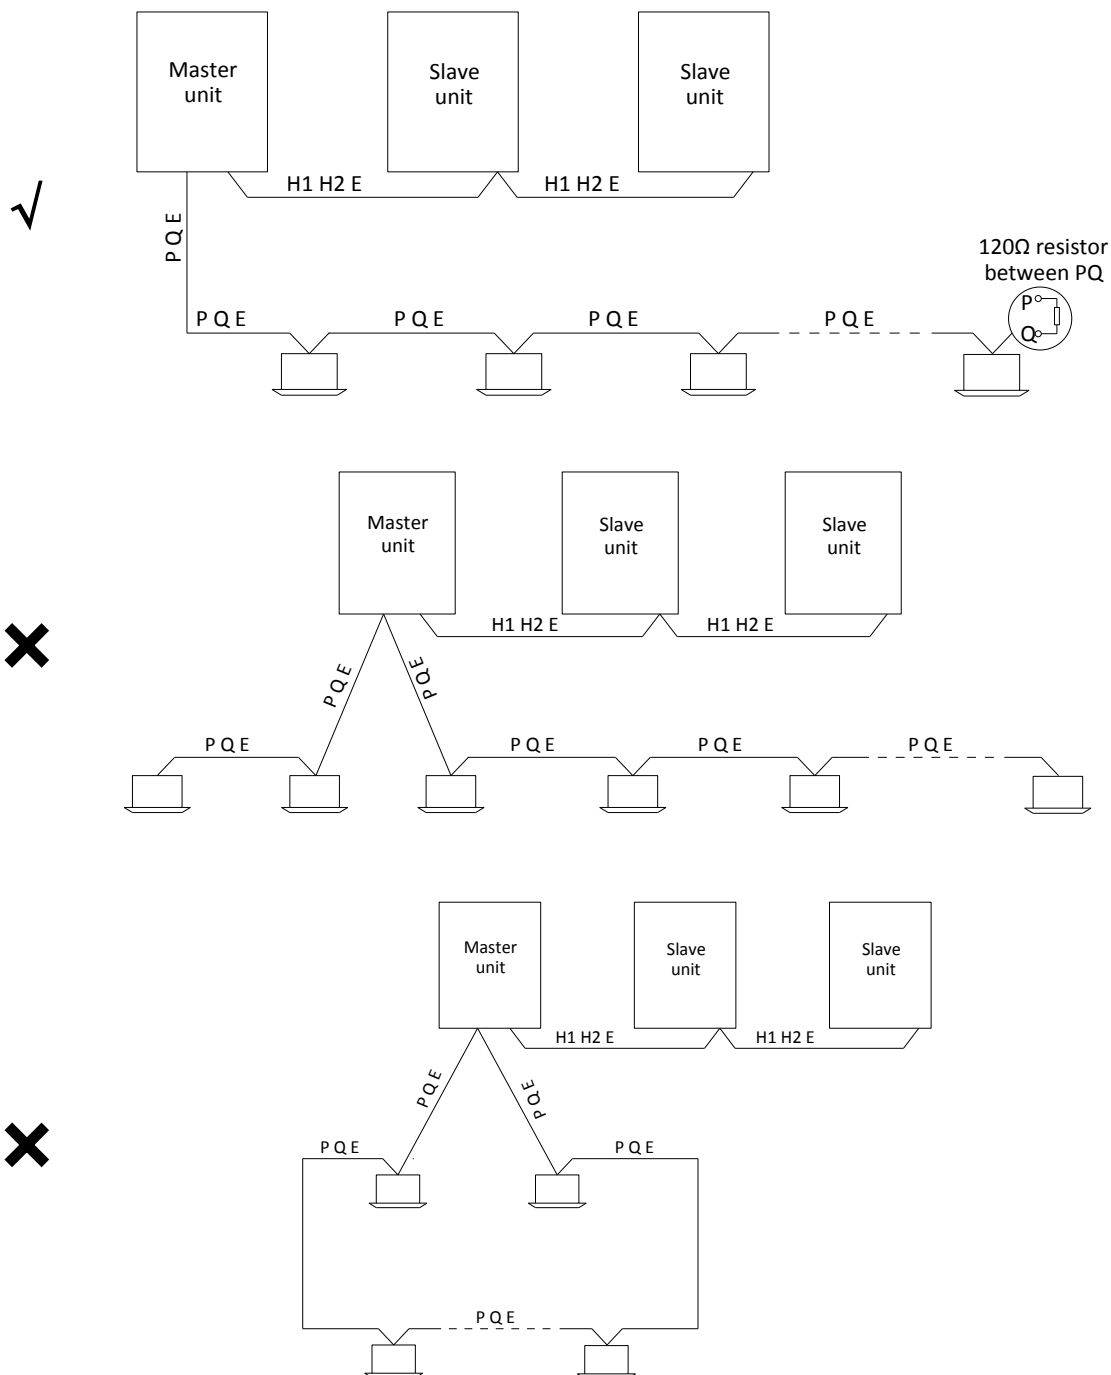 Master
unit
Slave
unit
Slave
unit
H1 H2 E
H1 H2 E
√
P Q E
120Ω resistor
between PQ
P
Q
P Q E
P Q E
P Q E
P Q E
Master
unit
Slave
unit
Slave
unit
H1 H2 E
H1 H2 E
P Q E
P Q E
P Q E
P Q E
P Q E
P Q E
Master
unit
Slave
unit
Slave
unit
H1 H2 E
H1 H2 E
P Q E
P Q E
P Q E
P Q E
P Q E